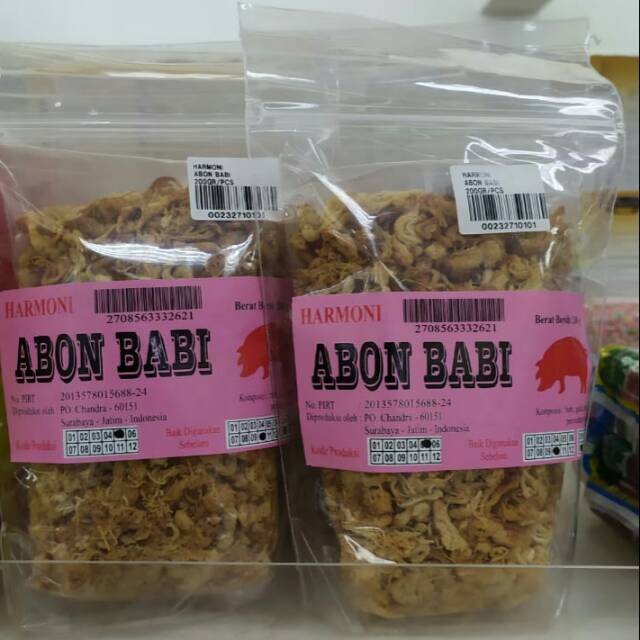 HARMONI
ABON BABI
200GR/PCS
00232710101
HARMONI
2708563332621
Berat Bersih
ABON BABI
No. PIRT : 2013578015688-24
Diproduksi oleh : PO. Chandra - 60151
Surabaya - Jatim - Indonesia
Kode Produksi
01 02 03 04 06
07 08 09 10 11 12
Baik Digunakan
Sebelum
Komposisi :
HARMONI
ABON BABI
200GR/PCS
00232710101
HARMONI
2708563332621
Berat Bersih
ABON BABI
No. PIRT : 2013578015688-24
Diproduksi oleh : PO. Chandra - 60151
Surabaya - Jatim - Indonesia
Komposisi :
Kode Produksi
01 02 03 04 06
07 08 09 10 11 12
Baik Digunakan
Sebelum